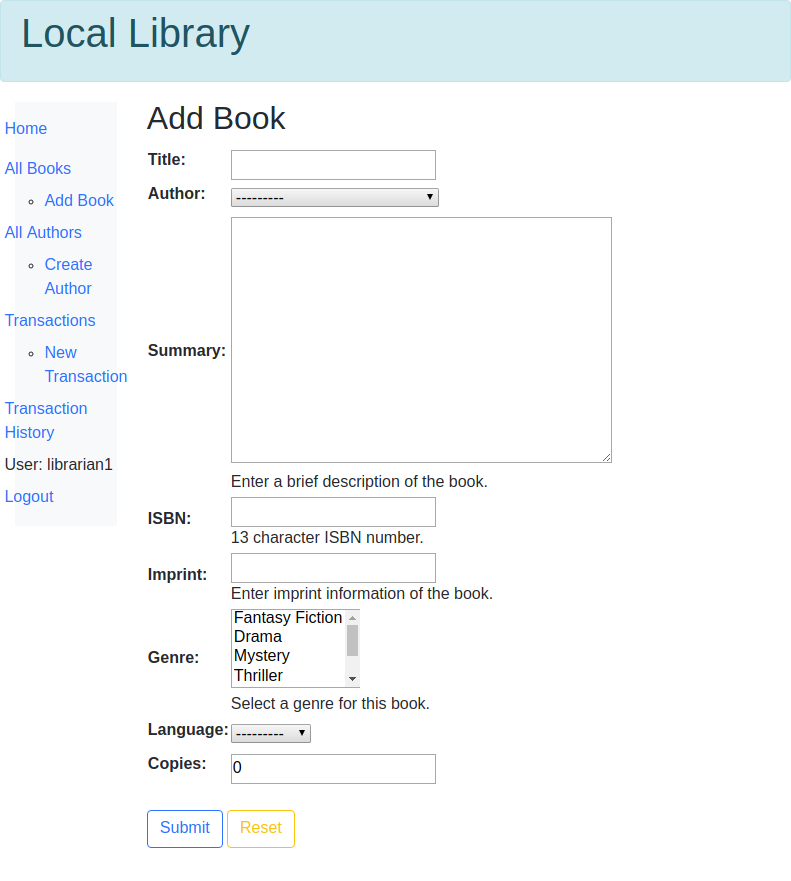 Local Library
Home
All Books
Add Book
All Authors
Create
Author
Transactions
New
Transaction
Transaction
History
User: librarian1
Logout
Add Book
Title:
Author:
---------
Summary:
Enter a brief description of the book.
ISBN:
13 character ISBN number.
Imprint:
Enter imprint information of the book.
Genre:
Fantasy Fiction
Drama
Mystery
Thriller
Select a genre for this book.
Language:
---------
Copies:
0
Submit
Reset